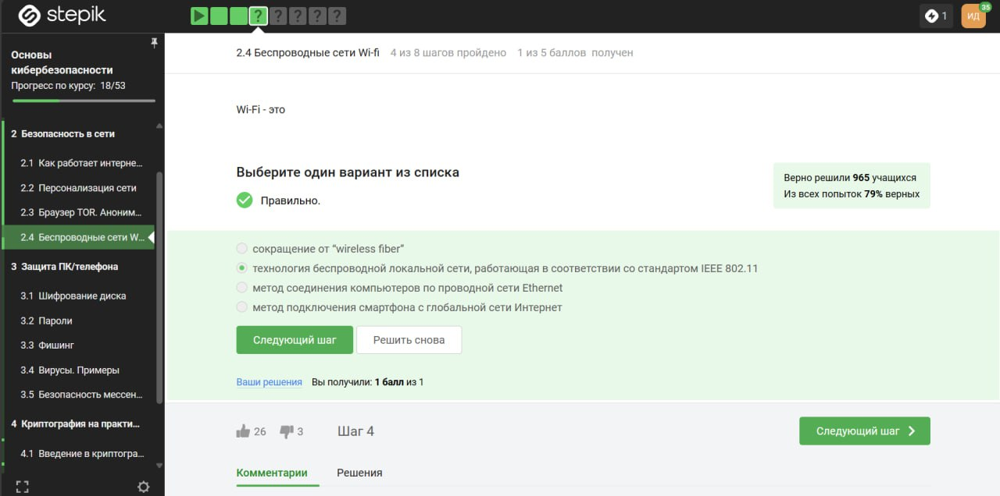 stepik
? ? ? ? ?
1
ИД
35
Основы
кибербезопасности
Прогресс по курсу: 18/53
2 Безопасность в сети
2.1 Как работает интерне...
2.2 Персонализация сети
2.3 Браузер TOR. Аноним...
2.4 Беспроводные сети W...
3 Защита ПК/телефона
3.1 Шифрование диска
3.2 Пароли
3.3 Фишинг
3.4 Вирусы. Примеры
3.5 Безопасность мессен...
4 Криптография на практи...
4.1 Введение в криптогра...
2.4 Беспроводные сети Wi-fi 4 из 8 шагов пройдено 1 из 5 баллов получен
Wi-Fi - это
Выберите один вариант из списка
Правильно.
Верно решили 965 учащихся
Из всех попыток 79% верных
сокращение от “wireless fiber”
технология беспроводной локальной сети, работающая в соответствии со стандартом IEEE 802.11
метод соединения компьютеров по проводной сети Ethernet
метод подключения смартфона с глобальной сети Интернет
Следующий шаг Решить снова
Ваши решения Вы получили: 1 балл из 1
26 3 Шаг 4 Следующий шаг
Комментарии Решения